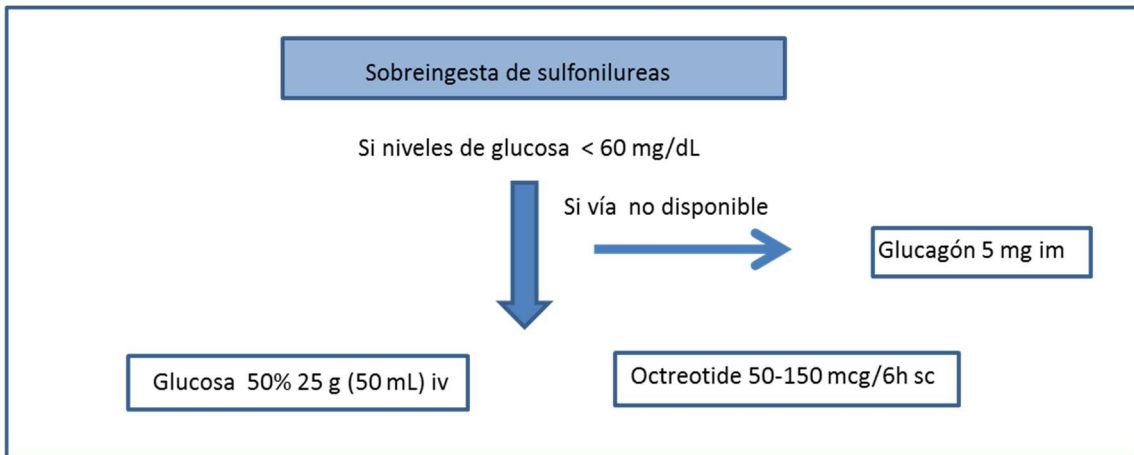 Sobreingesta de sulfonilureas
Si niveles de glucosa < 60 mg/dL
Si vía no disponible
Glucagón 5 mg im
Glucosa 50% 25 g (50 mL) iv
Octreotide 50-150 mcg/6h sc